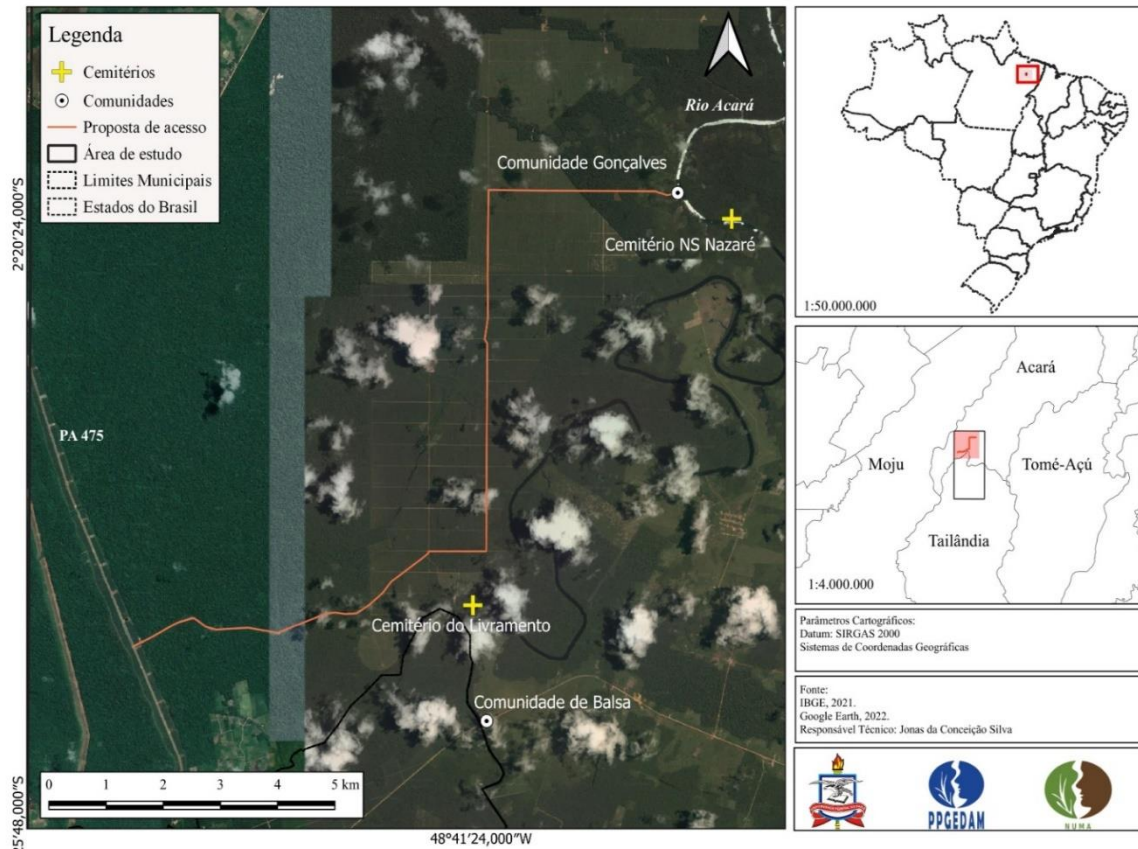 Legenda
Cemitérios
Comunidades
Proposta de acesso
Área de estudo
Limites Municipais
Estados do Brasil
Rio Acará
Comunidade Gonçalves
Cemitério NS Nazaré
PA 475
Cemitério do Livramento
Comunidade de Balsa
0 1 2 3 4 5 km
2°20'24,000"S
5'48,000"S
48°41'24,000"W
1:50.000.000
Acará
Moju
Tomé-Açú
Tailândia
1:4.000.000
Parâmetros Cartográficos:
Datum: SIRGAS 2000
Sistemas de Coordenadas Geográficas
Fonte:
IBGE, 2021.
Google Earth, 2022.
Responsável Técnico: Jonas da Conceição Silva
PPGEDAM
NUMA